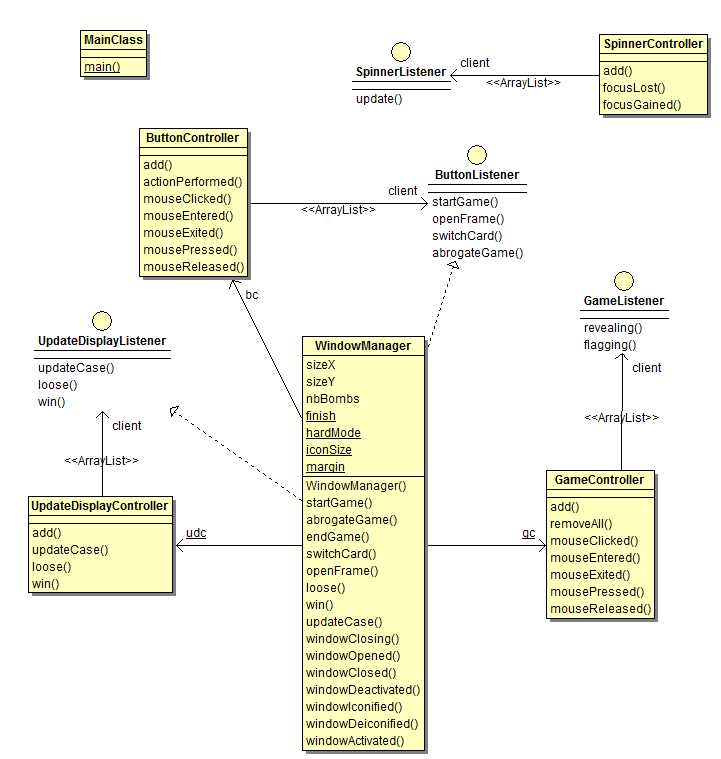 MainClass
main()
SpinnerListener
update()
client
<<ArrayList>>
SpinnerController
add()
focusLost()
focusGained()
ButtonController
add()
actionPerformed()
mouseClicked()
mouseEntered()
mouseExited()
mousePressed()
mouseReleased()
client
<<ArrayList>>
ButtonListener
startGame()
openFrame()
switchCard()
abrogateGame()
bc
GameListener
revealing()
flagging()
client
<<ArrayList>>
UpdateDisplayListener
updateCase()
loose()
win()
client
<<ArrayList>>
WindowManager
sizeX
sizeY
nbBombs
finish
hardMode
iconSize
margin
WindowManager()
startGame()
abrogateGame()
endGame()
switchCard()
openFrame()
loose()
win()
updateCase()
windowClosing()
windowOpened()
windowClosed()
windowDeactivated()
windowIconified()
windowDeiconified()
windowActivated()
UpdateDisplayController
add()
updateCase()
loose()
win()
udc
gc
GameController
add()
removeAll()
mouseClicked()
mouseEntered()
mouseExited()
mousePressed()
mouseReleased()